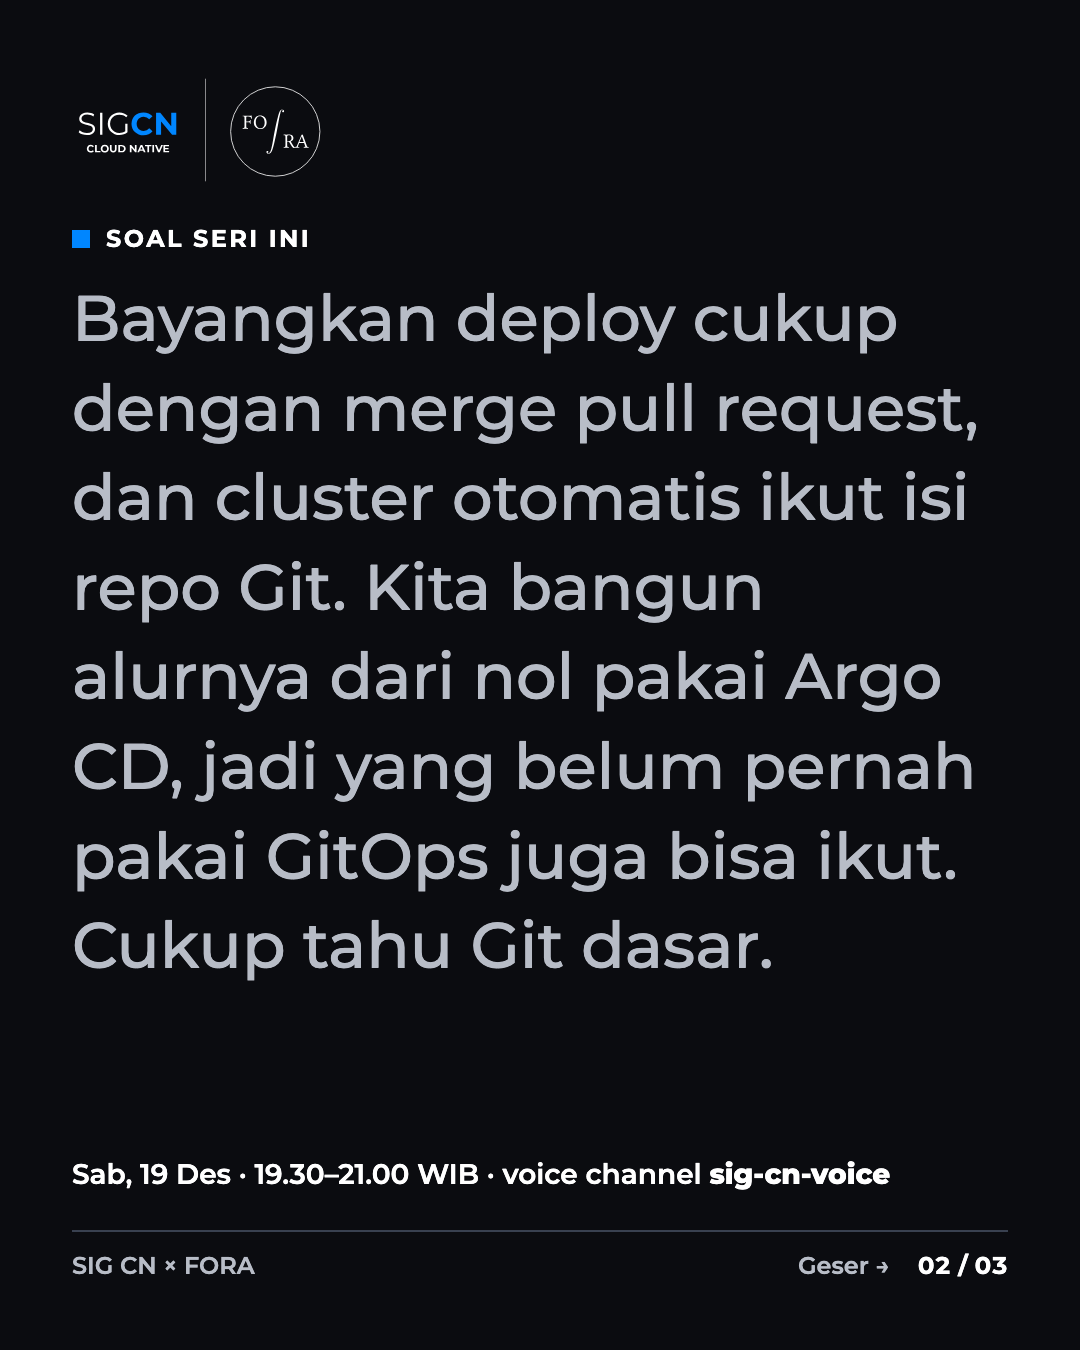 SIGCN
CLOUD NATIVE
FO RA
SOAL SERI INI
Bayangkan deploy cukup
dengan merge pull request,
dan cluster otomatis ikut isi
repo Git. Kita bangun
alurnya dari nol pakai Argo
CD, jadi yang belum pernah
pakai GitOps juga bisa ikut.
Cukup tahu Git dasar.
Sab, 19 Des · 19.30–21.00 WIB · voice channel sig-cn-voice
SIG CN × FORA
Geser → 02 / 03